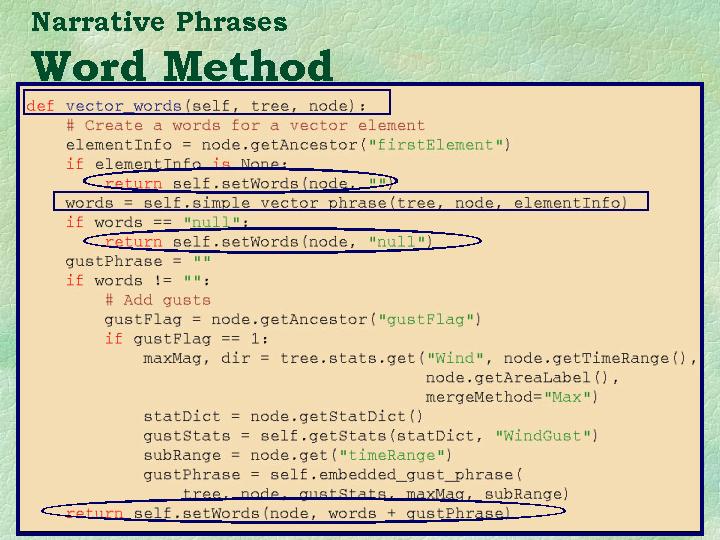 Narrative Phrases
Word Method
def vector_words(self, tree, node):
    # Create a words for a vector element
    elementInfo = node.getAncestor("firstElement")
    if elementInfo is None:
        return self.setWords(node, "")
    words = self.simple_vector_phrase(tree, node, elementInfo)
    if words == "null":
        return self.setWords(node, "null")
    gustPhrase = ""
    if words != "":
        # Add gusts
        gustFlag = node.getAncestor("gustFlag")
        if gustFlag == 1:
            maxMag, dir = tree.stats.get("Wind", node.getTimeRange(),
                                         node.getAreaLabel(),
                                         mergeMethod="Max")
            statDict = node.getStatDict()
            gustStats = self.getStats(statDict, "WindGust")
            subRange = node.get("timeRange")
            gustPhrase = self.embedded_gust_phrase(
                tree, node, gustStats, maxMag, subRange)
    return self.setWords(node, words + gustPhrase)